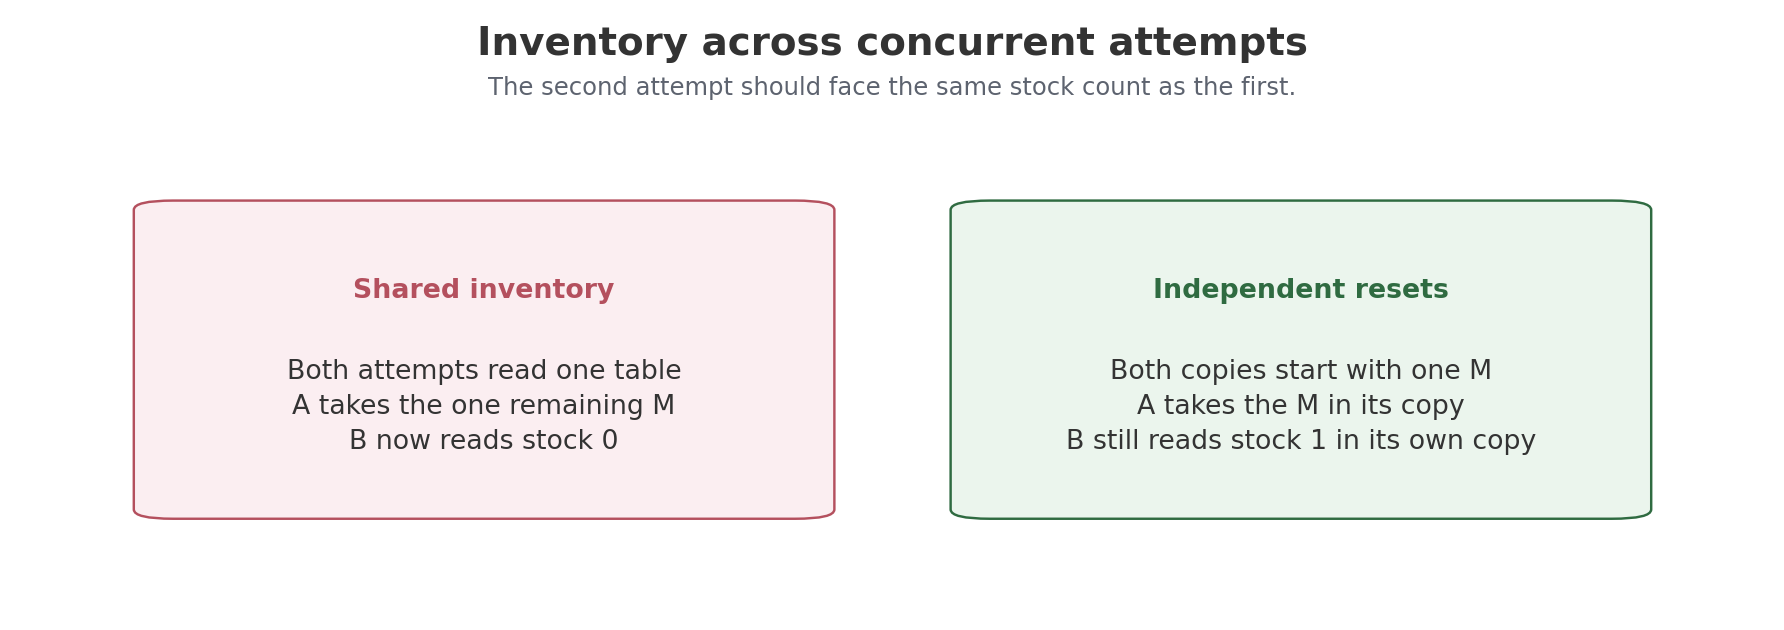 Inventory across concurrent attempts
The second attempt should face the same stock count as the first.
Shared inventory
Both attempts read one table
A takes the one remaining M
B now reads stock 0
Independent resets
Both copies start with one M
A takes the M in its copy
B still reads stock 1 in its own copy